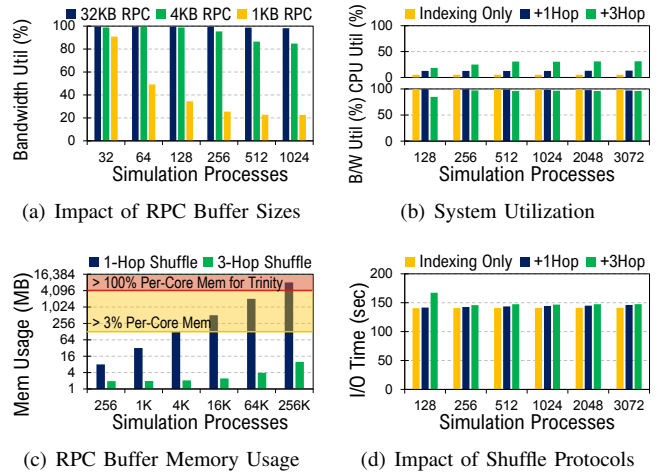 32KB RPC 4KB RPC 1KB RPC
Bandwidth Util (%)
100
80
60
40
20
0
32 64 128 256 512 1024
Simulation Processes
(a) Impact of RPC Buffer Sizes
Indexing Only +1Hop +3Hop
B/W Util (%) CPU Util (%)
100
50
0
100
50
0
128 256 512 1024 2048 3072
Simulation Processes
(b) System Utilization
1-Hop Shuffle 3-Hop Shuffle
Mem Usage (MB)
16,384
4,096
1,024
256
64
16
4
1
> 100% Per-Core Mem for Trinity
> 3% Per-Core Mem
256 1K 4K 16K 64K 256K
Simulation Processes
(c) RPC Buffer Memory Usage
Indexing Only +1Hop +3Hop
I/O Time (sec)
200
150
100
50
0
128 256 512 1024 2048 3072
Simulation Processes
(d) Impact of Shuffle Protocols